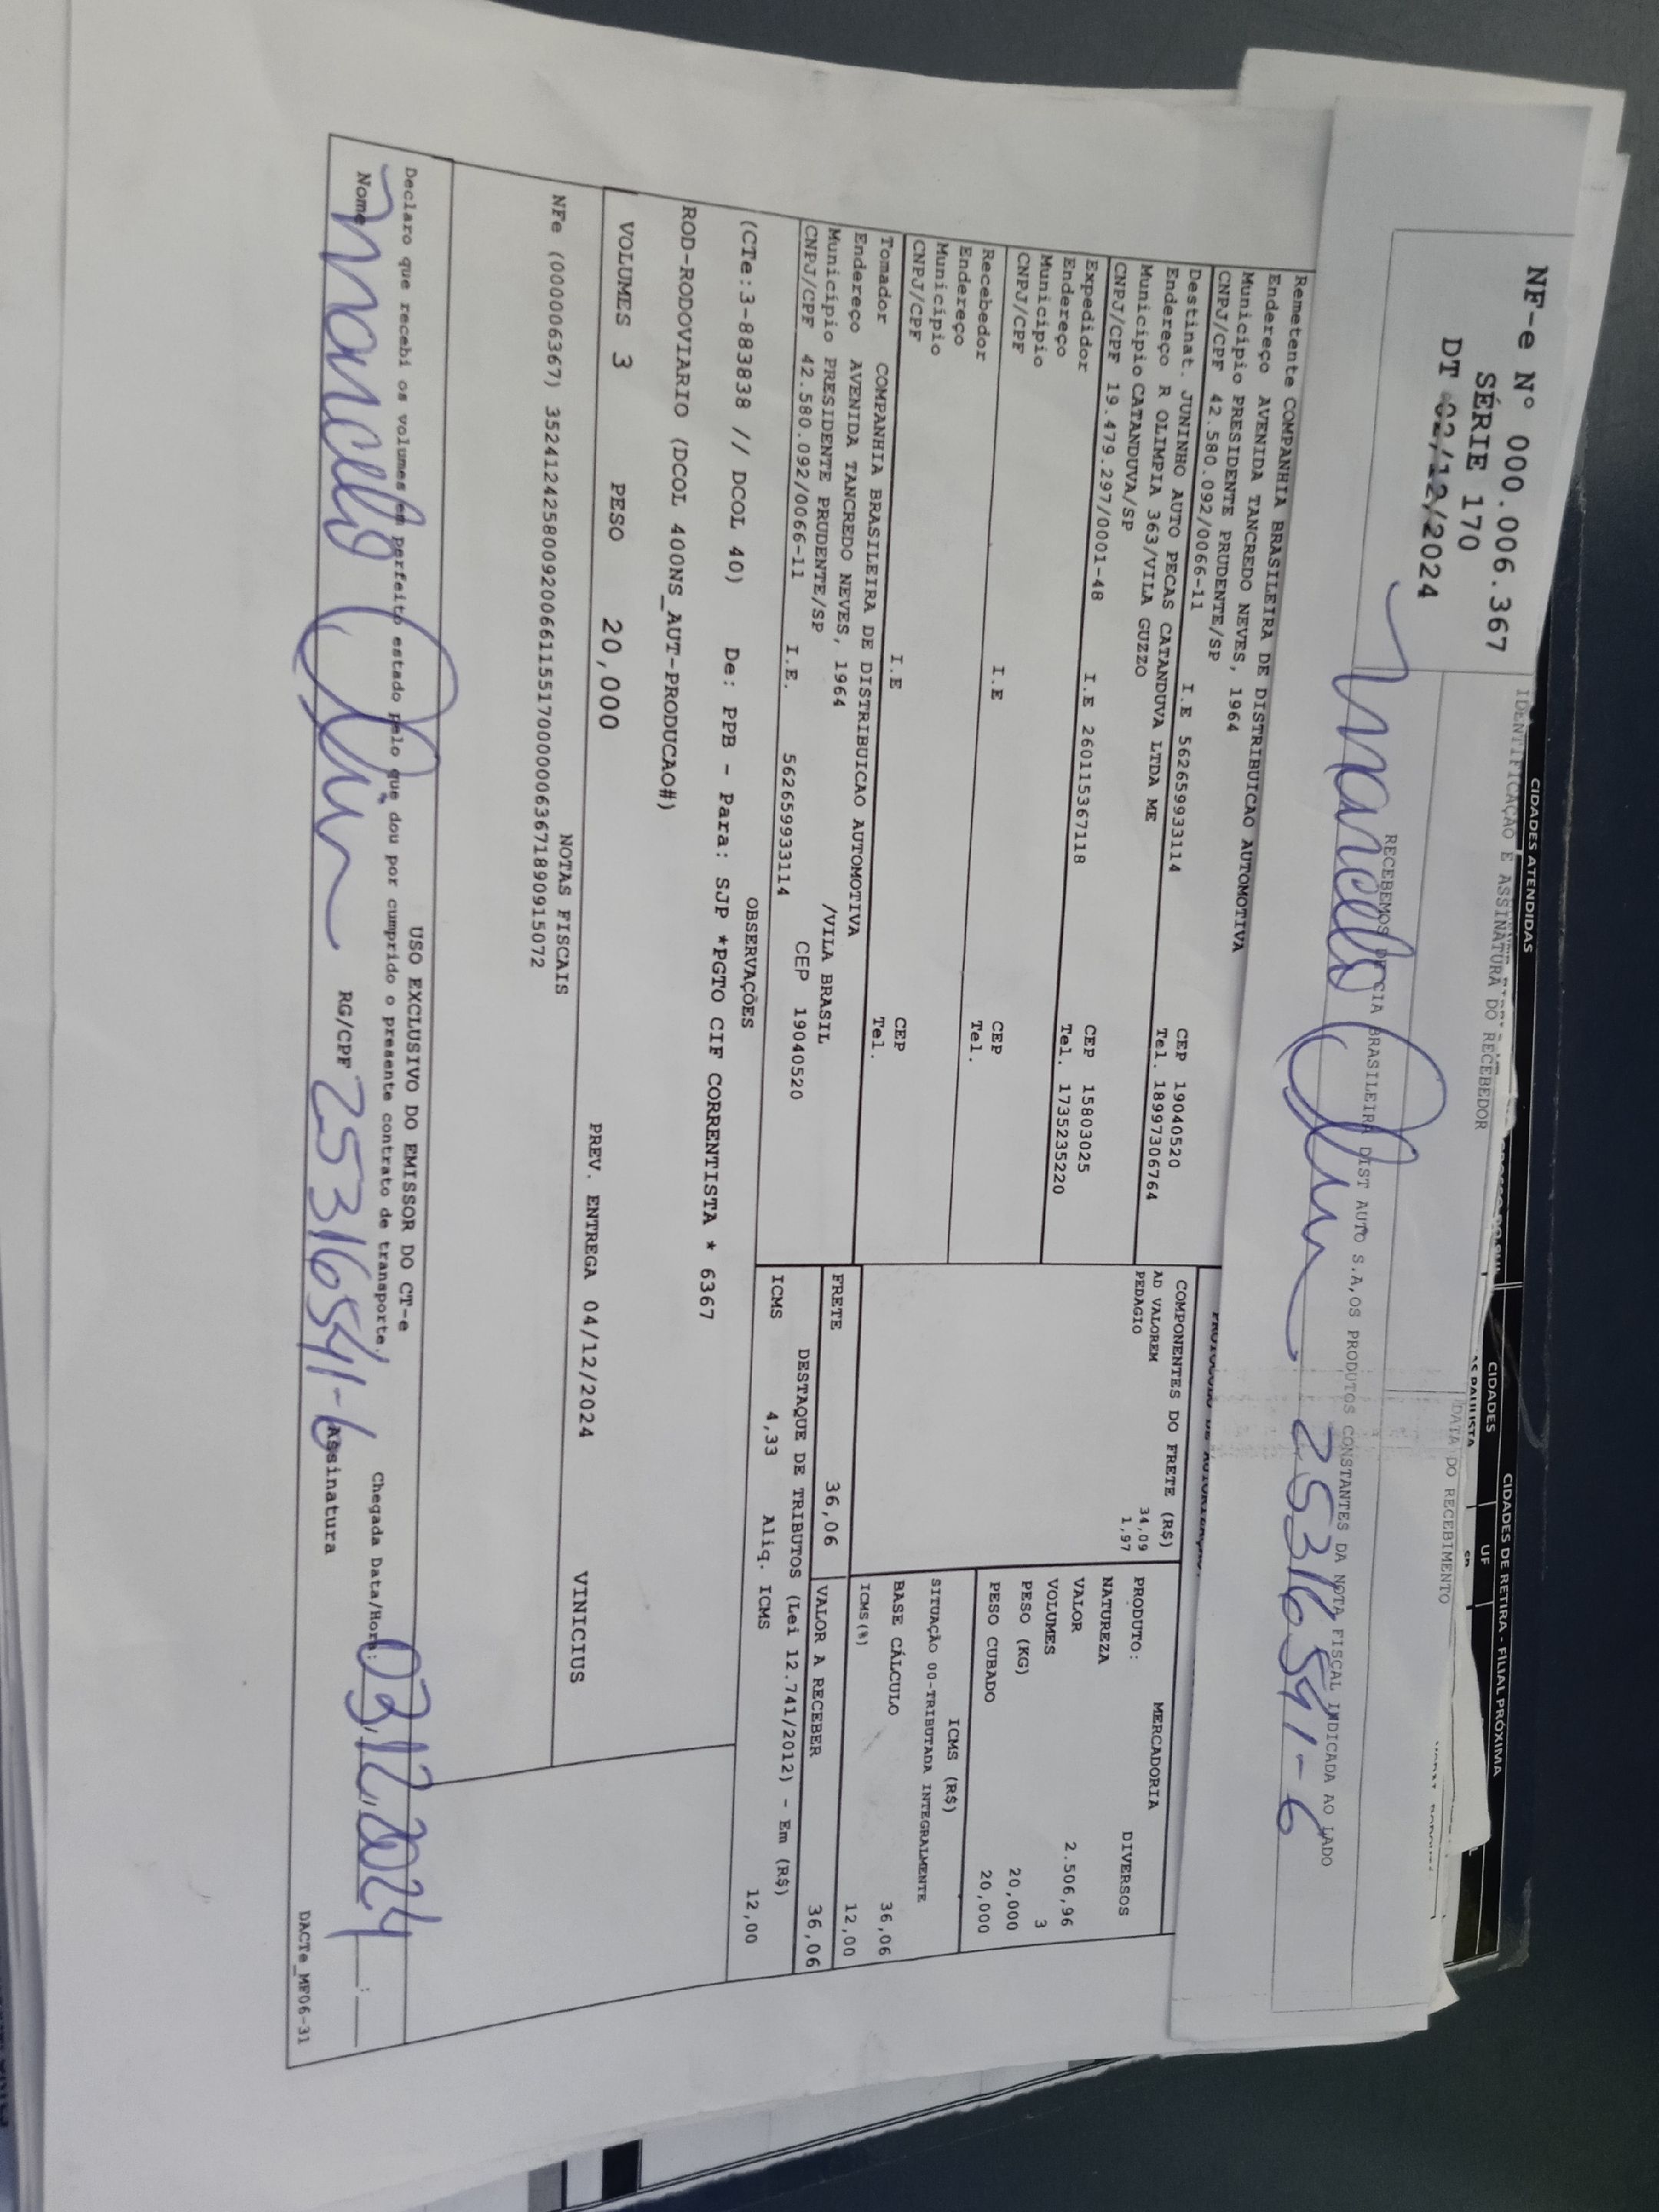 CIDADES ATENDIDAS
CIDADES DE RETIRA - FILIAL PRÓXIMA
CIDADES
UF
NF-e Nº 000.006.367
SÉRIE 170
DT 02/12/2024
IDENTIFICAÇÃO E ASSINATURA DO RECEBEDOR
DATA DO RECEBIMENTO
RECEBEMOS DE CIA BRASILEIRA DIST AUTO S.A,OS PRODUTOS CONSTANTES DA NOTA FISCAL INDICADA AO LADO
Marcelo 25316541-6
Remetente COMPANHIA BRASILEIRA DE DISTRIBUICAO AUTOMOTIVA
Endereço AVENIDA TANCREDO NEVES, 1964
Município PRESIDENTE PRUDENTE/SP CEP 19040520
CNPJ/CPF 42.580.092/0066-11 I.E 562659933114 Tel. 18997306764
Destinat. JUNINHO AUTO PECAS CATANDUVA LTDA ME
Endereço R OLIMPIA 363/VILA GUZZO
Municipio CATANDUVA/SP CEP 15803025
CNPJ/CPF 19.479.297/0001-48 I.E 260115367118 Tel. 1735235220
Expedidor
Endereço
Município CEP
CNPJ/CPF I.E Tel.
Recebedor
Endereço
Município CEP
CNPJ/CPF I.E Tel.
Tomador COMPANHIA BRASILEIRA DE DISTRIBUICAO AUTOMOTIVA
Endereço AVENIDA TANCREDO NEVES, 1964 /VILA BRASIL
Município PRESIDENTE PRUDENTE/SP CEP 19040520
CNPJ/CPF 42.580.092/0066-11 I.E. 562659933114
COMPONENTES DO FRETE (R$)
AD VALOREM 34,09
PEDAGIO 1,97
FRETE 36,06
MERCADORIA
PRODUTO: DIVERSOS
NATUREZA
VALOR 2.506,96
VOLUMES 3
PESO (KG) 20,000
PESO CUBADO 20,000
ICMS (R$)
SITUAÇÃO 00-TRIBUTADA INTEGRALMENTE
BASE CÁLCULO 36,06
ICMS(%) 12,00
VALOR A RECEBER 36,06
DESTAQUE DE TRIBUTOS (Lei 12.741/2012) - Em (R$)
ICMS 4,33 Aliq. ICMS 12,00
OBSERVAÇÕES
(CTe:3-883838 // DCOL 40) De: PPB - Para: SJP *PGTO CIF CORRENTISTA * 6367
ROD-RODOVIARIO (DCOL 400NS_AUT-PRODUCAO#)
VOLUMES 3 PESO 20,000 PREV. ENTREGA 04/12/2024 VINICIUS
NOTAS FISCAIS
NFe (000006367) 35241242580092006611551700000063671890915072
USO EXCLUSIVO DO EMISSOR DO CT-e
Declaro que recebi os volumes em perfeito estado pelo que dou por cumprido o presente contrato de transporte.
Chegada Data/Hora: 03,12,2024
Nome Marcelo RG/CPF 25316541-6 Assinatura
DACTe_MF06-31